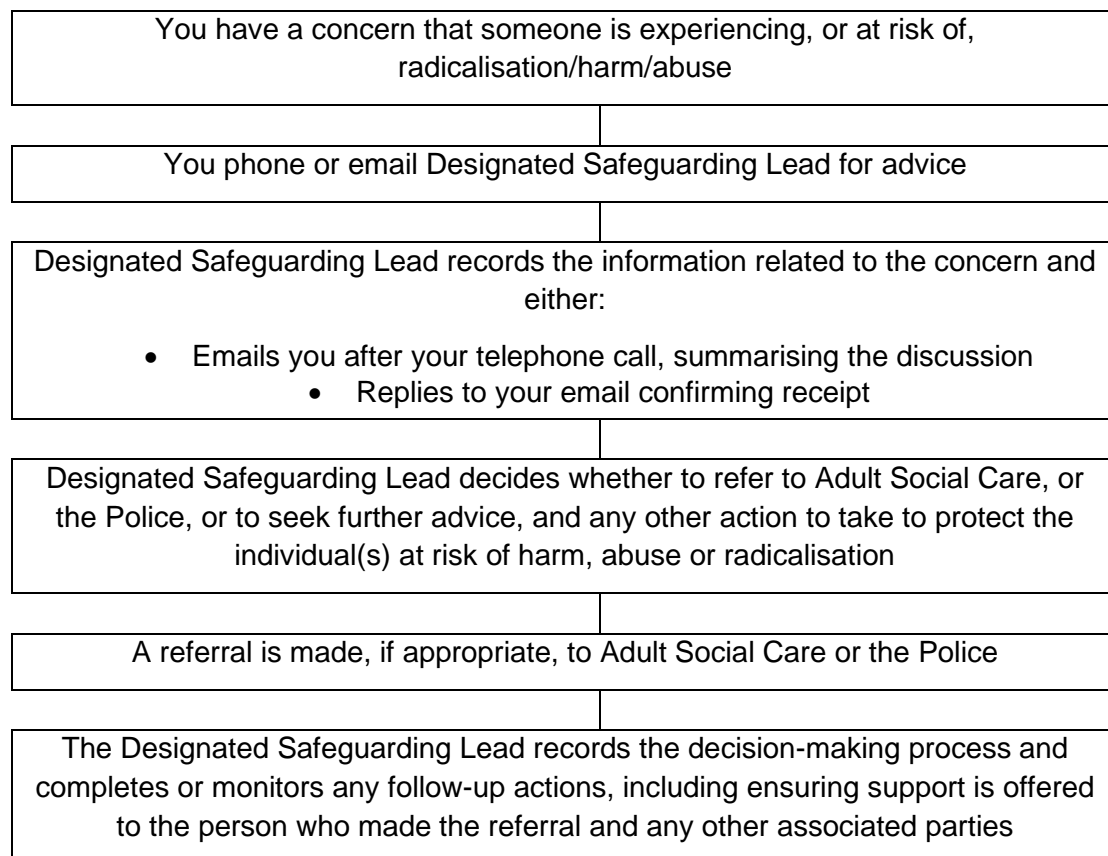 You have a concern that someone is experiencing, or at risk of,
radicalisation/harm/abuse
You phone or email Designated Safeguarding Lead for advice
Designated Safeguarding Lead records the information related to the concern and
either:
• Emails you after your telephone call, summarising the discussion
• Replies to your email confirming receipt
Designated Safeguarding Lead decides whether to refer to Adult Social Care, or
the Police, or to seek further advice, and any other action to take to protect the
individual(s) at risk of harm, abuse or radicalisation
A referral is made, if appropriate, to Adult Social Care or the Police
The Designated Safeguarding Lead records the decision-making process and
completes or monitors any follow-up actions, including ensuring support is offered
to the person who made the referral and any other associated parties